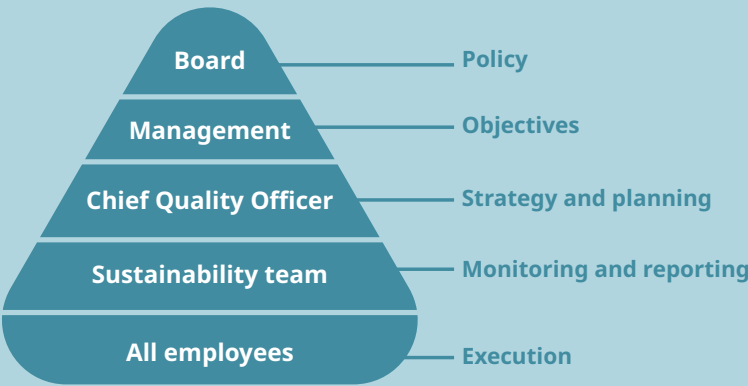 Board
Policy
Management
Objectives
Chief Quality Officer
Strategy and planning
Sustainability team
Monitoring and reporting
All employees
Execution